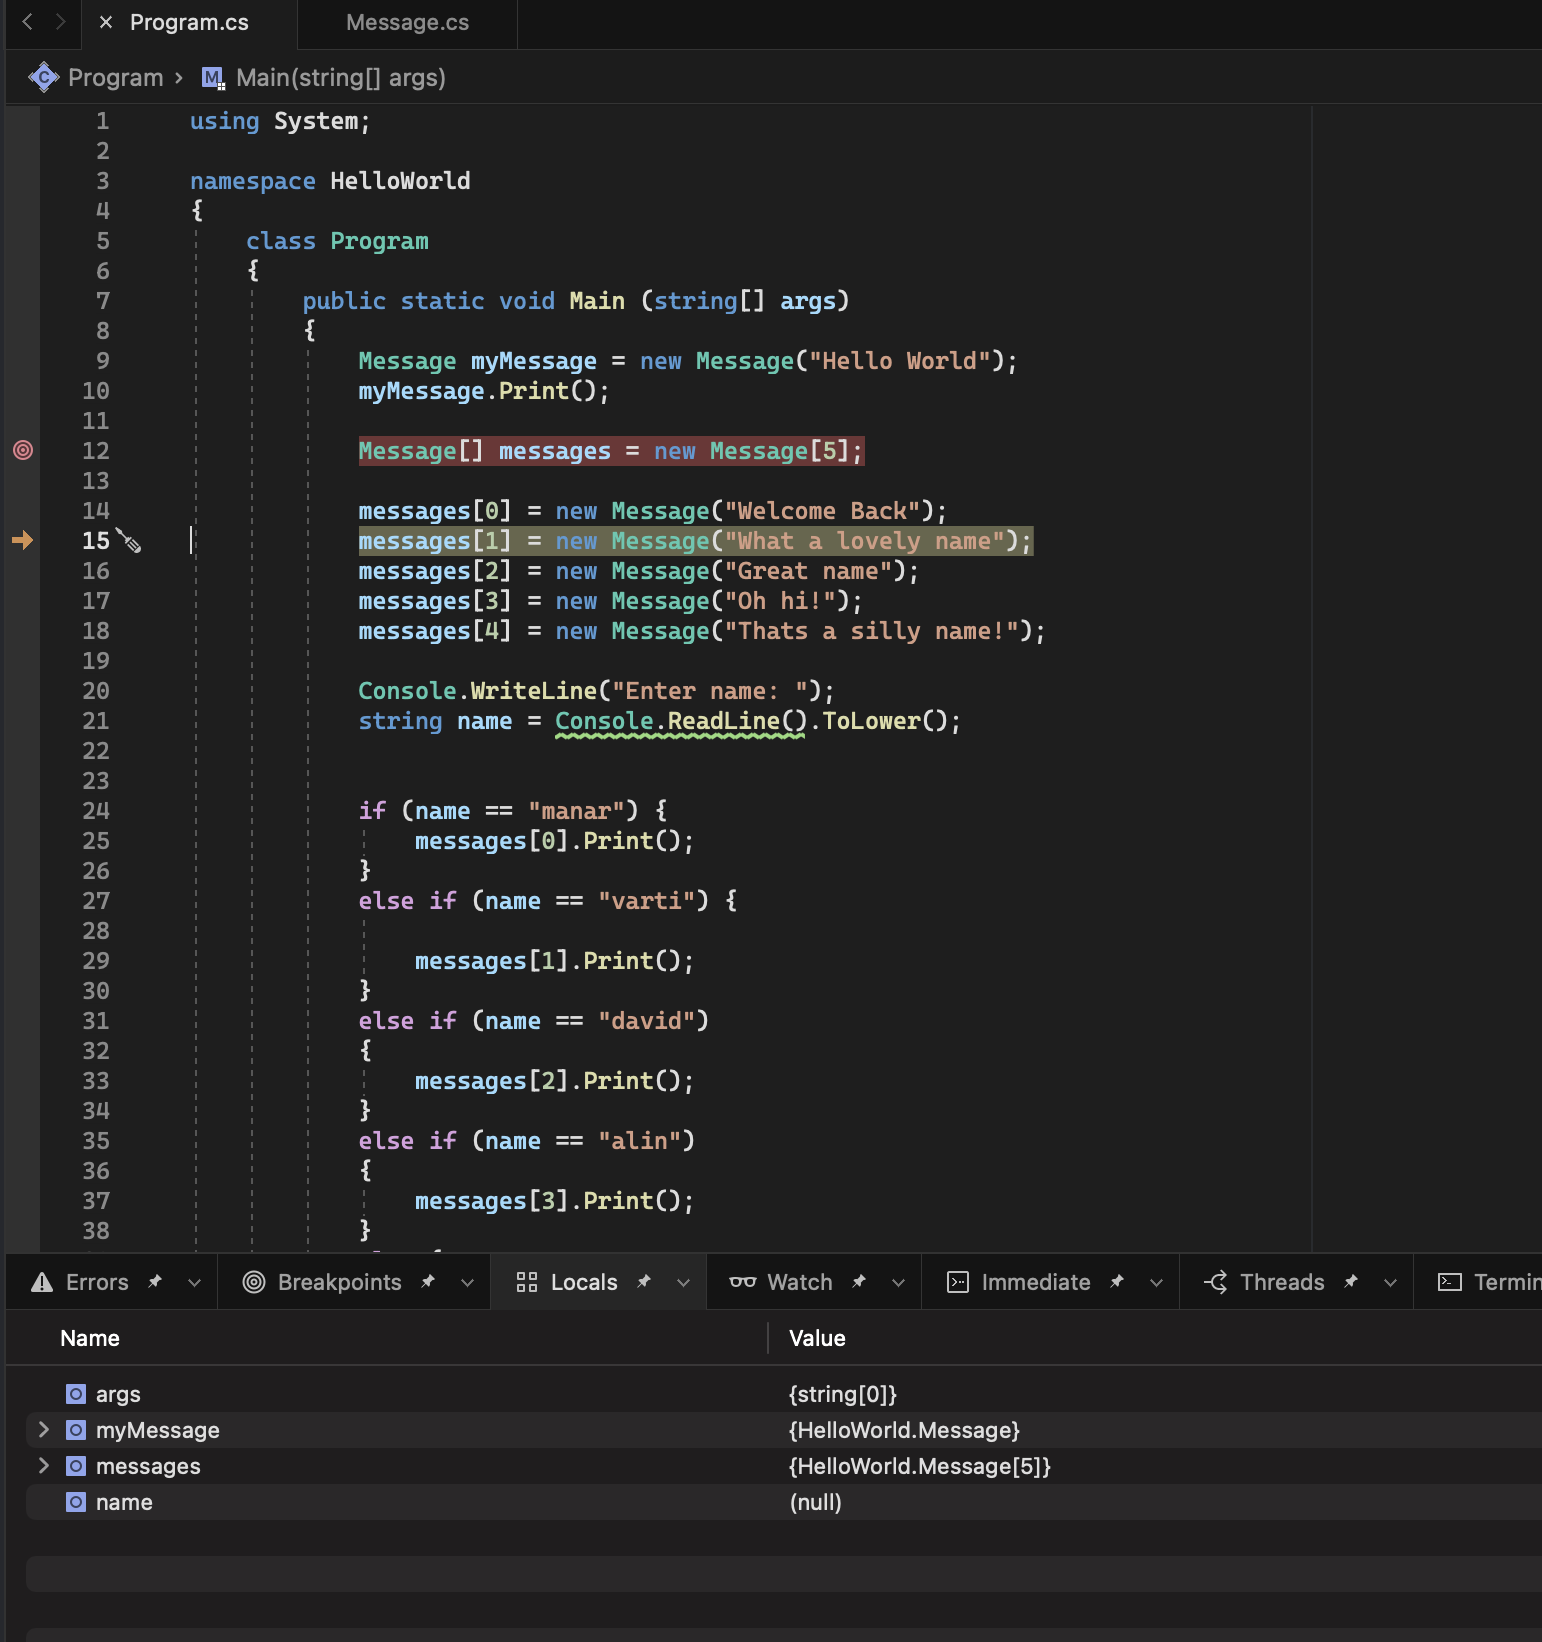 Program.cs
Message.cs
Program › Main(string[] args)
1 using System;
2
3 namespace HelloWorld
4 {
5 class Program
6 {
7 public static void Main (string[] args)
8 {
9 Message myMessage = new Message("Hello World");
10 myMessage.Print();
11
12 Message[] messages = new Message[5];
13
14 messages[0] = new Message("Welcome Back");
15 messages[1] = new Message("What a lovely name");
16 messages[2] = new Message("Great name");
17 messages[3] = new Message("Oh hi!");
18 messages[4] = new Message("Thats a silly name!");
19
20 Console.WriteLine("Enter name: ");
21 string name = Console.ReadLine().ToLower();
22
23
24 if (name == "manar") {
25 messages[0].Print();
26 }
27 else if (name == "varti") {
28
29 messages[1].Print();
30 }
31 else if (name == "david")
32 {
33 messages[2].Print();
34 }
35 else if (name == "alin")
36 {
37 messages[3].Print();
38 }
Errors Breakpoints Locals Watch Immediate Threads Termin
Name Value
args {string[0]}
myMessage {HelloWorld.Message}
messages {HelloWorld.Message[5]}
name (null)